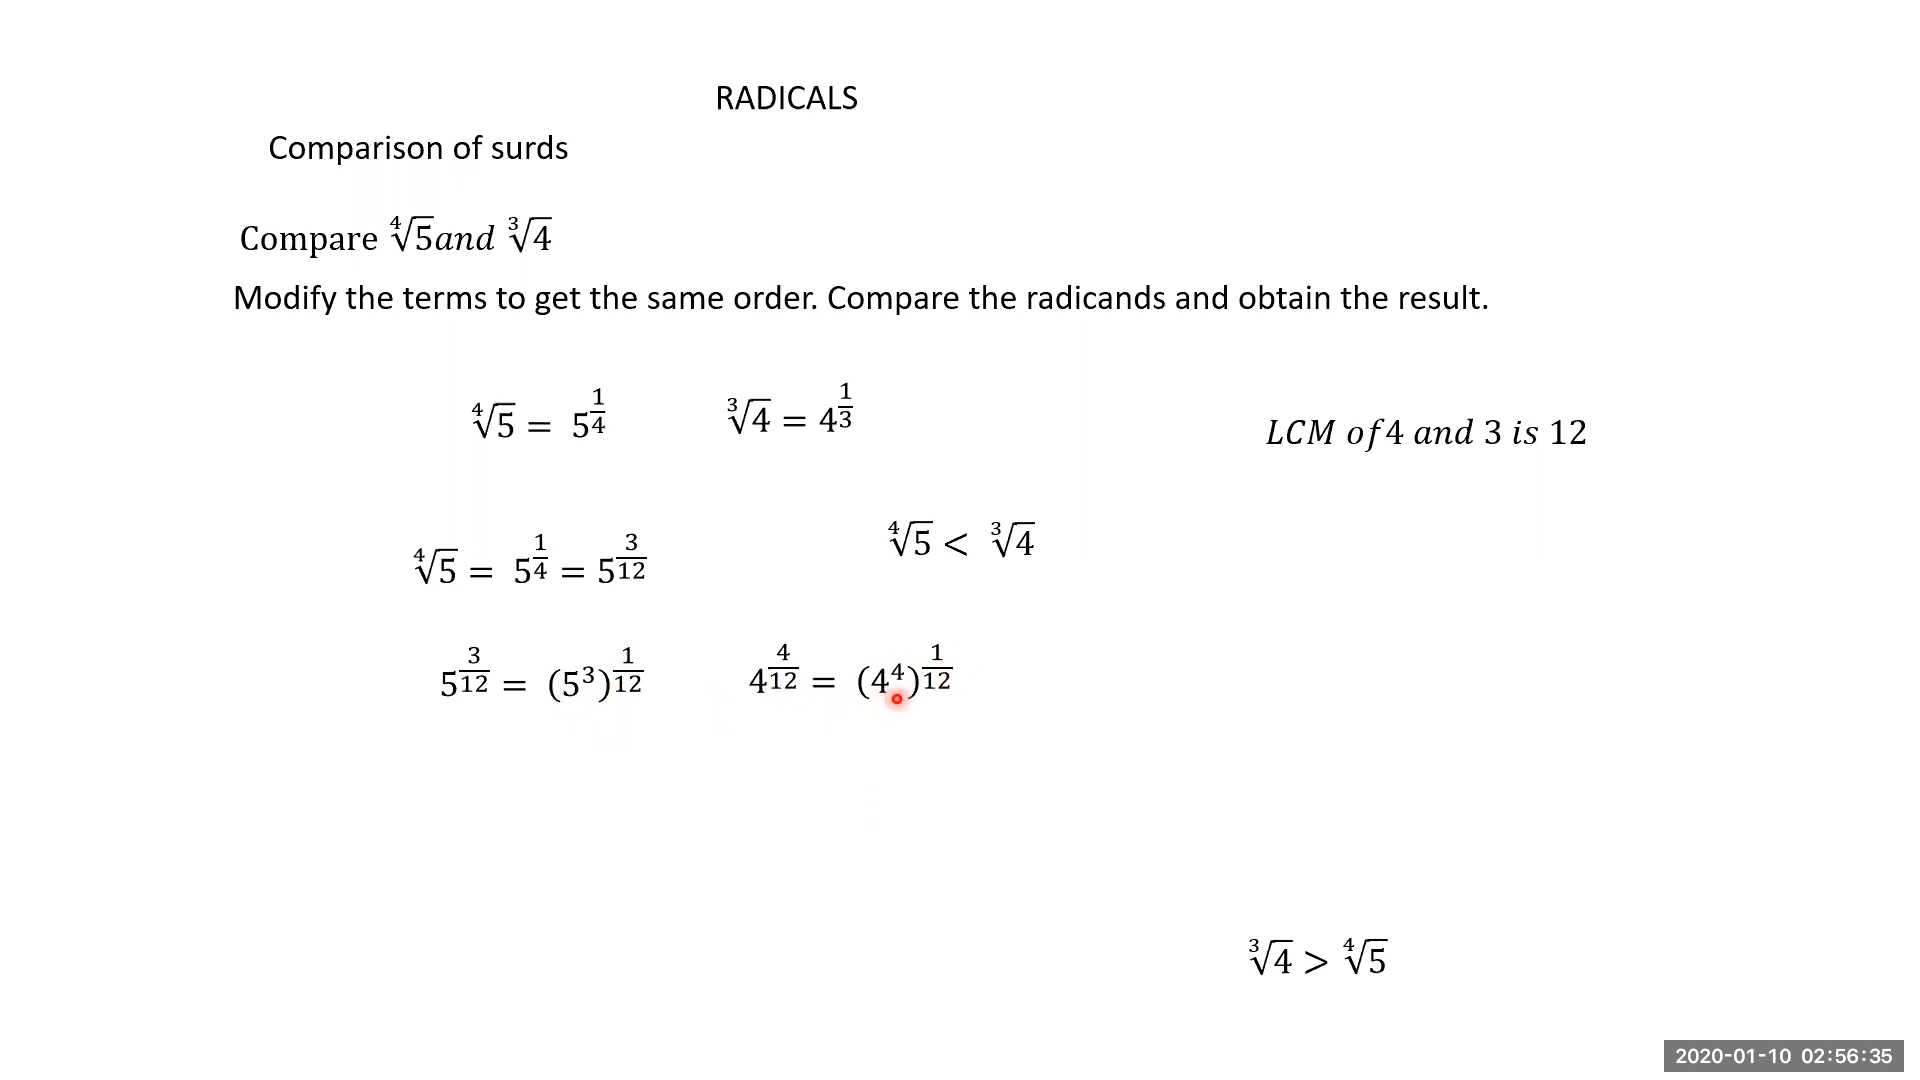 RADICALS
Comparison of surds
Compare ∜5 and ∛4
Modify the terms to get the same order. Compare the radicands and obtain the result.
∜5 = 5^(1/4) ∛4 = 4^(1/3) LCM of 4 and 3 is 12
∜5 < ∛4
∜5 = 5^(1/4) = 5^(3/12)
5^(3/12) = (5³)^(1/12) 4^(4/12) = (4⁴)^(1/12)
∛4 > ∜5
2020-01-10 02:56:35